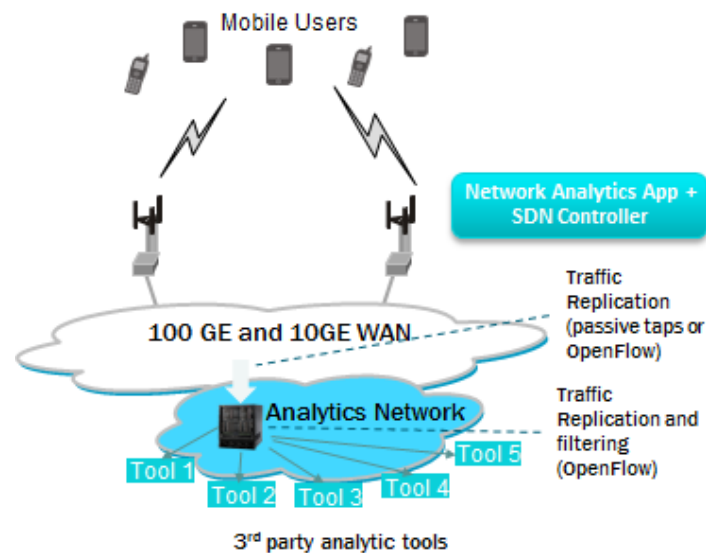 Mobile Users
Network Analytics App +
SDN Controller
Traffic
Replication
(passive taps or
OpenFlow)
100 GE and 10GE WAN
Analytics Network
Traffic
Replication and
filtering
(OpenFlow)
Tool 1
Tool 2
Tool 3
Tool 4
Tool 5
3rd party analytic tools